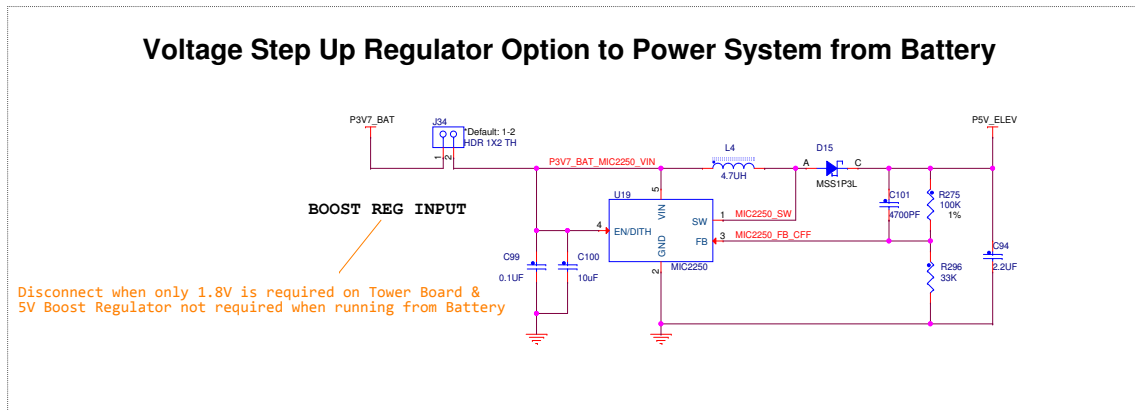 Voltage Step Up Regulator Option to Power System from Battery
P3V7_BAT
J34
*Default: 1-2
HDR 1X2 TH
1
2
P5V_ELEV
P3V7_BAT_MIC2250_VIN
L4
4.7UH
D15
A
C
MSS1P3L
BOOST REG INPUT
U19
5
VIN
4
EN/DITH
SW
1
MIC2250_SW
FB
3
MIC2250_FB_CFF
GND
2
MIC2250
C101
4700PF
R275
100K
1%
C99
0.1UF
C100
10uF
R296
33K
C94
2.2UF
Disconnect when only 1.8V is required on Tower Board &
5V Boost Regulator not required when running from Battery